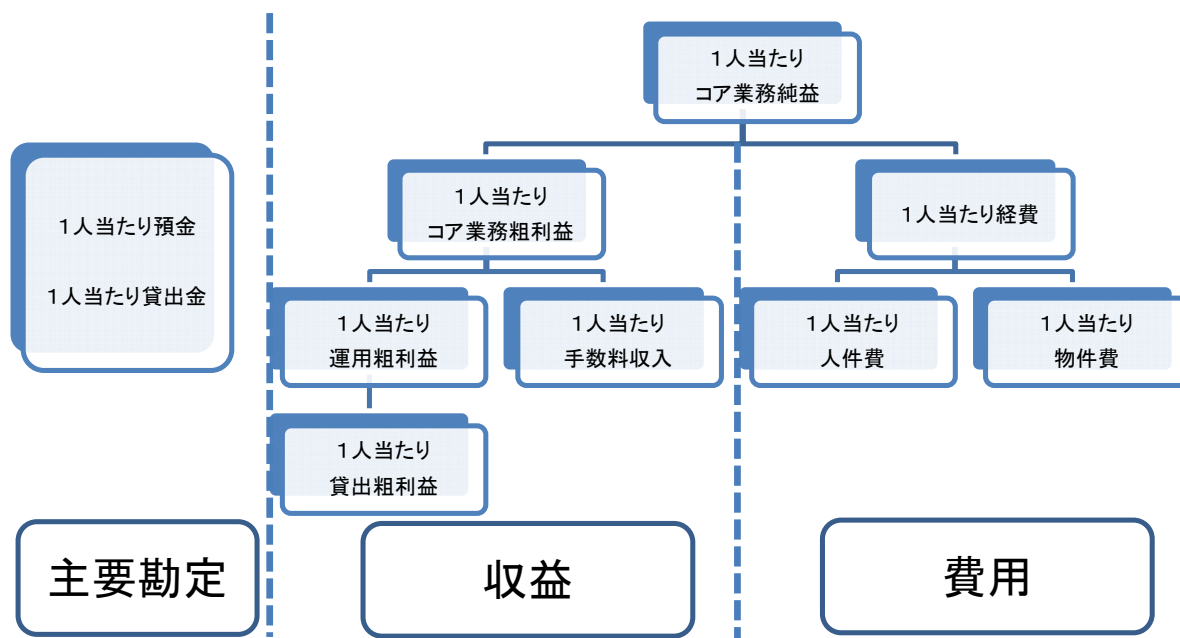 １人当たり
コア業務純益
１人当たり
コア業務粗利益
１人当たり経費
１人当たり預金
１人当たり貸出金
１人当たり
運用粗利益
１人当たり
手数料収入
１人当たり
人件費
１人当たり
物件費
１人当たり
貸出粗利益
主要勘定
収益
費用